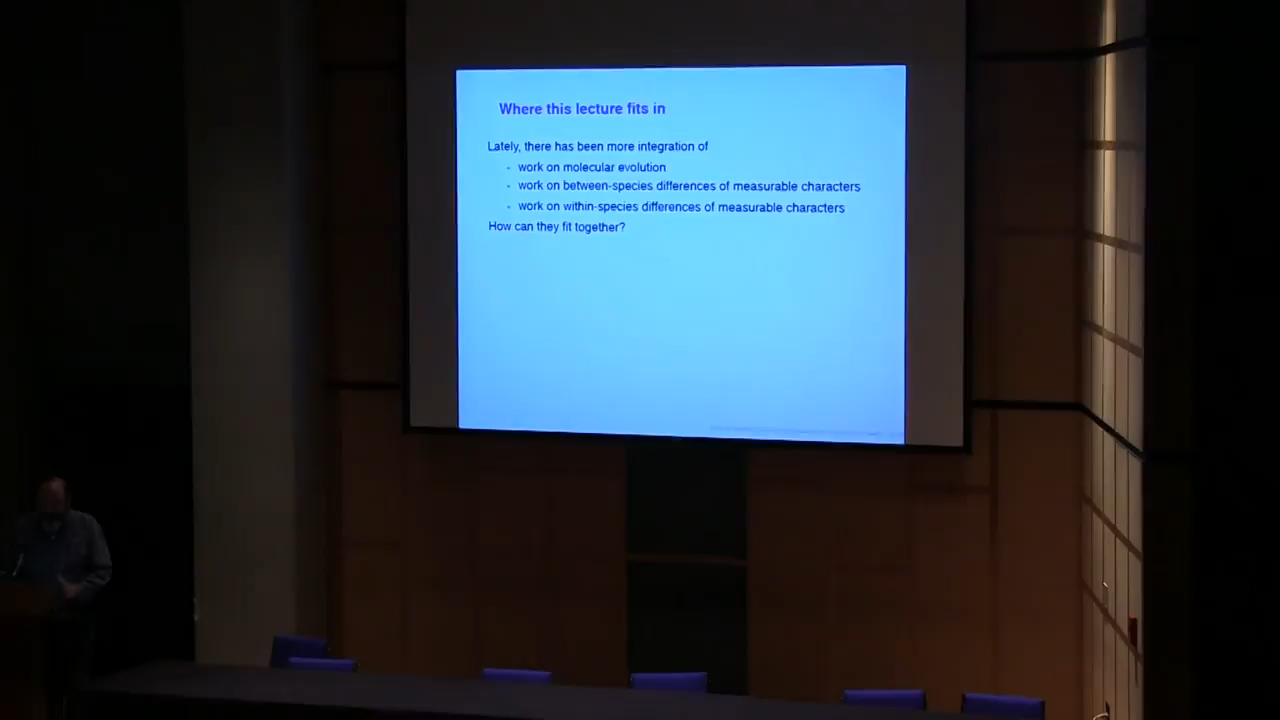 Where this lecture fits in
Lately, there has been more integration of
- work on molecular evolution
- work on between-species differences of measurable characters
- work on within-species differences of measurable characters
How can they fit together?